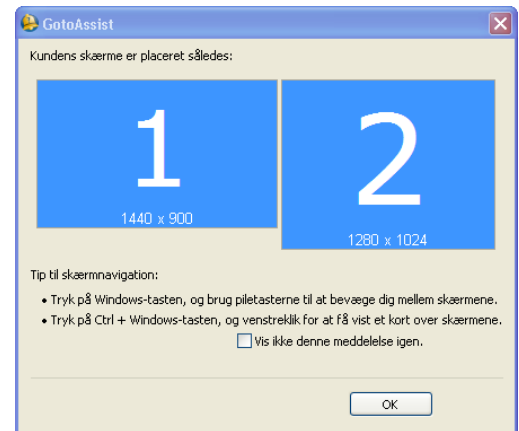 GotoAssist
Kundens skærme er placeret således:
1
2
1440 x 900
1280 x 1024
Tip til skærmnavigation:
• Tryk på Windows-tasten, og brug piletasterne til at bevæge dig mellem skærmene.
• Tryk på Ctrl + Windows-tasten, og venstreklik for at få vist et kort over skærmene.
Vis ikke denne meddelelse igen.
OK